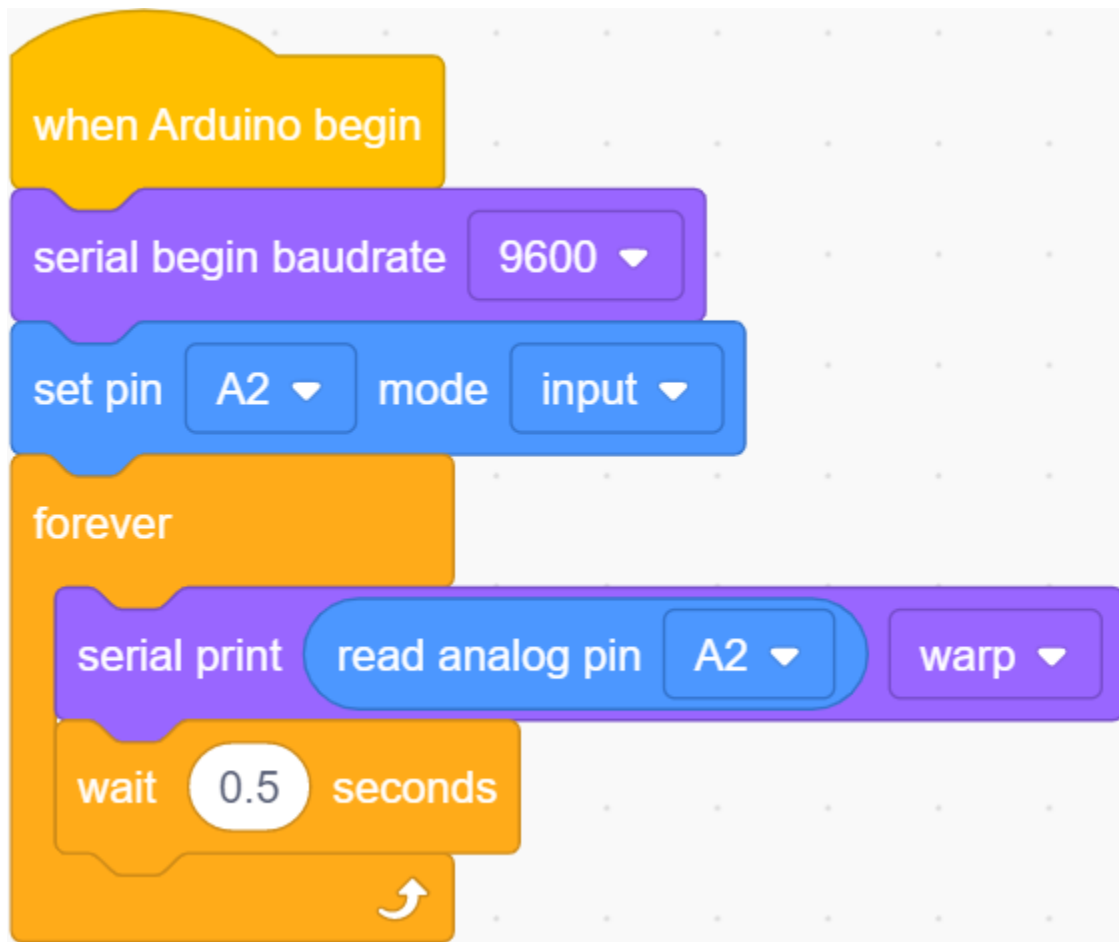 when Arduino begin
serial begin baudrate 9600
set pin A2 mode input
forever
serial print read analog pin A2 warp
wait 0.5 seconds